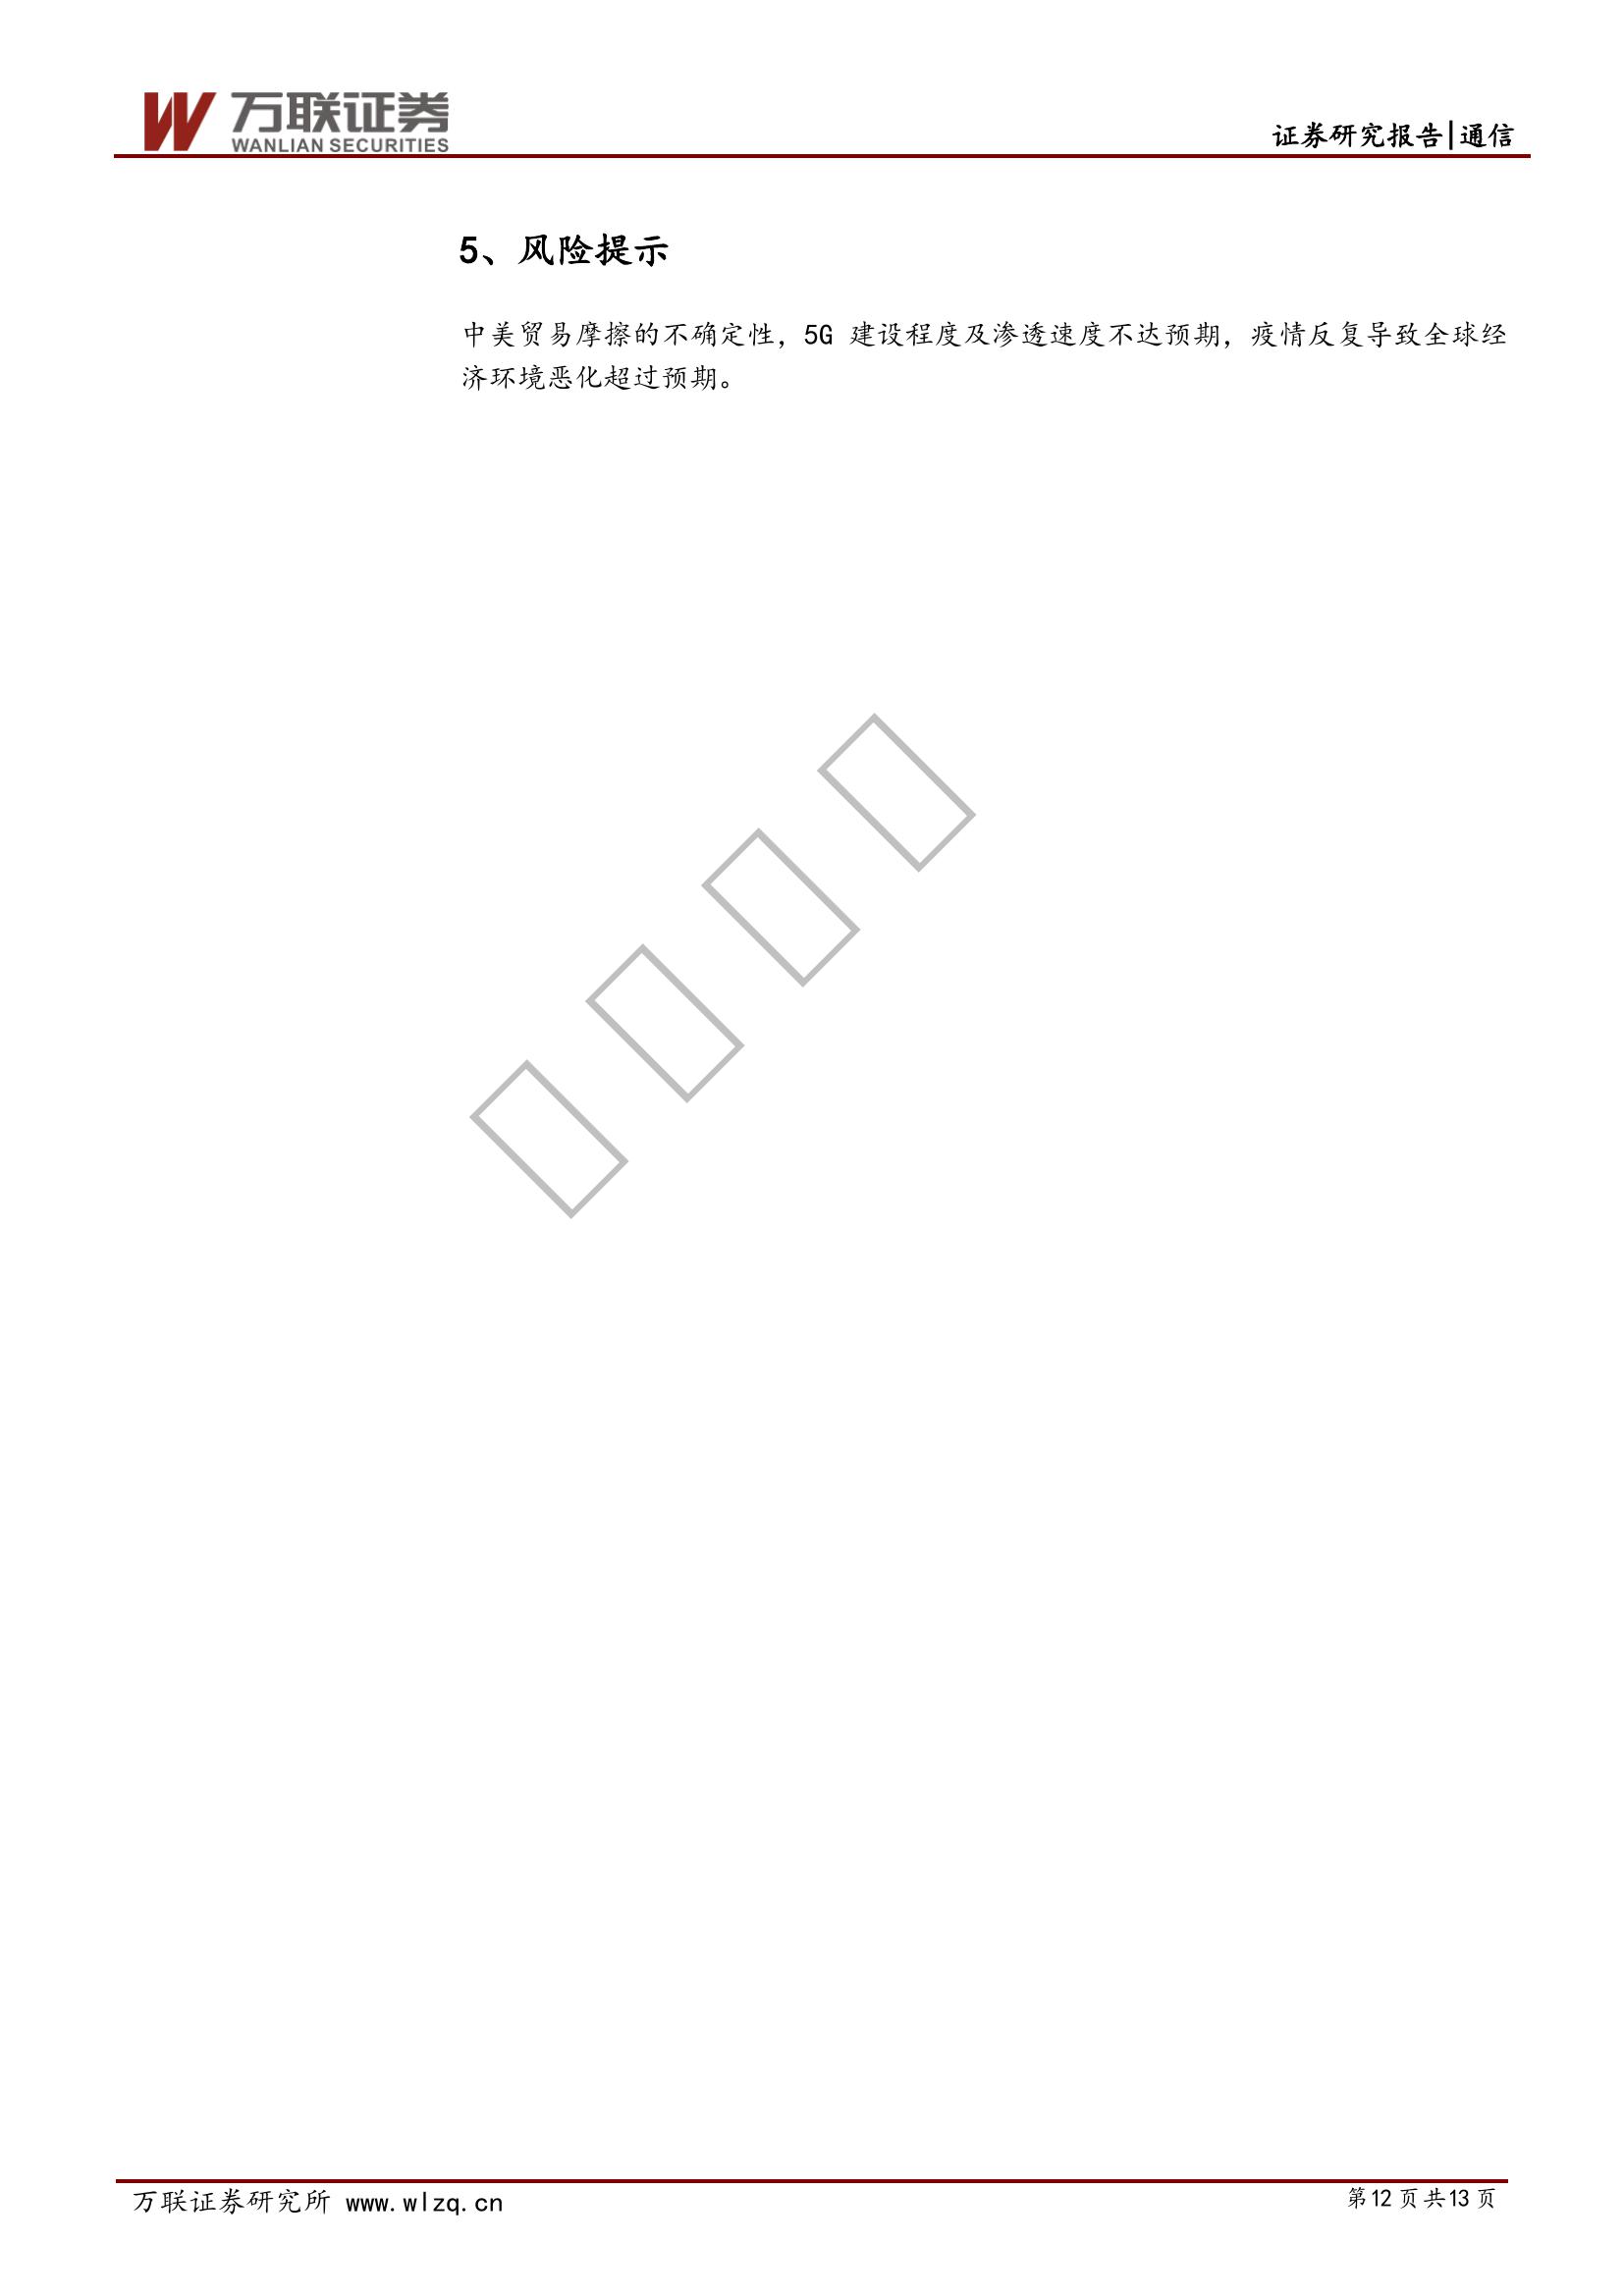 万联证券
WANLIAN SECURITIES
证券研究报告|通信
5、风险提示
中美贸易摩擦的不确定性，5G 建设程度及渗透速度不达预期，疫情反复导致全球经
济环境恶化超过预期。
万联证券研究所 www.wlzq.cn
第12页共13页